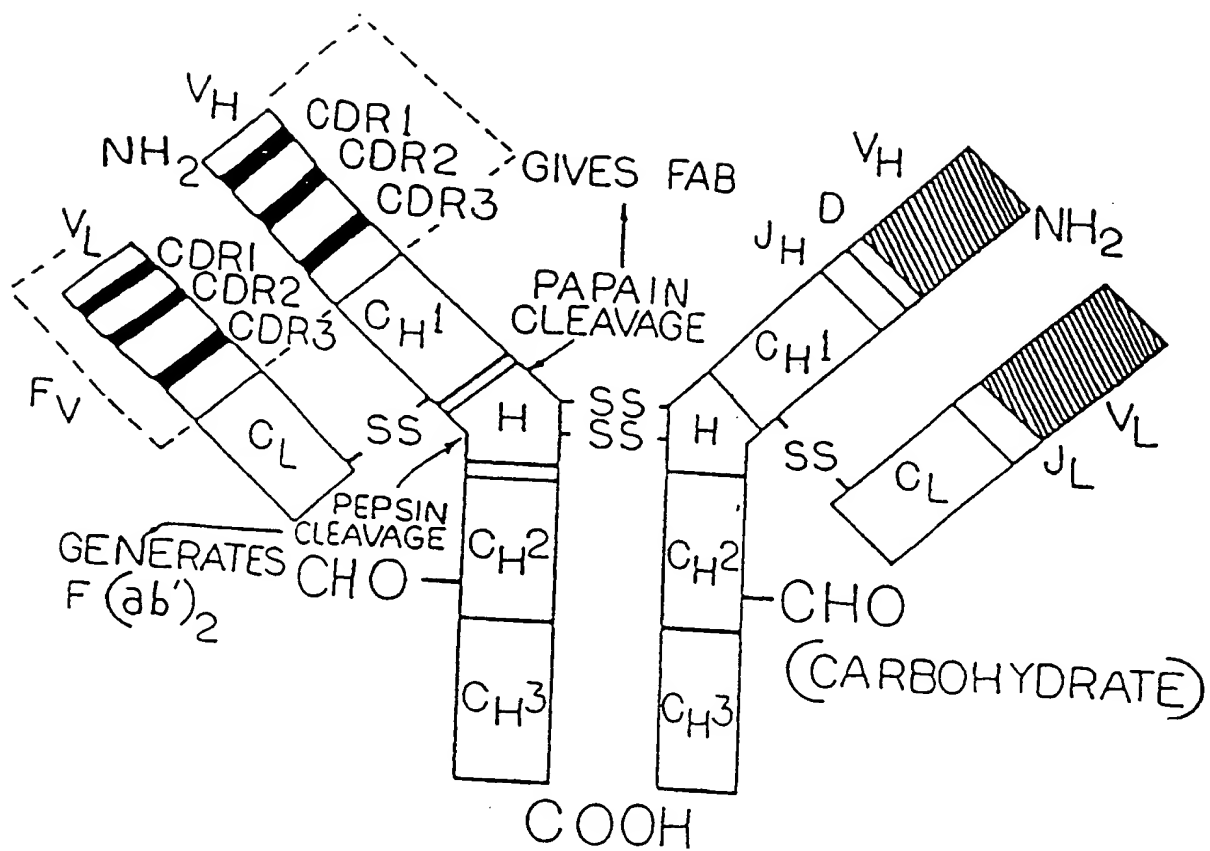 VH
CDR1
CDR2
CDR3
NH2
GIVES FAB
VH
D
JH
NH2
VL
CDR1
CDR2
CDR3
CH1
PAPAIN
CLEAVAGE
CH1
FV
CL
SS
H
SS
SS
H
SS
CL
JL
VL
PEPSIN
CLEAVAGE
GENERATES
F(ab')2
CHO
CH2
CH2
CHO
(CARBOHYDRATE)
CH3
CH3
COOH